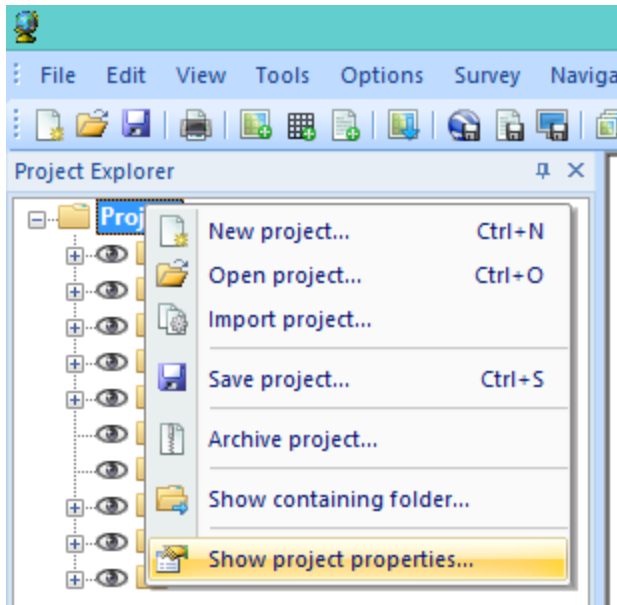 File Edit View Tools Options Survey Naviga
Project Explorer
Proj
New project... Ctrl+N
Open project... Ctrl+O
Import project...
Save project... Ctrl+S
Archive project...
Show containing folder...
Show project properties...